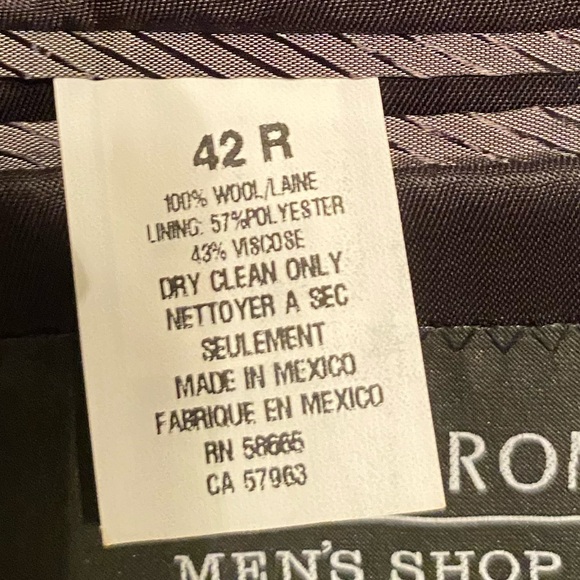 42 R
100% WOOL/LAINE
LINING: 57%POLYESTER
43% VISCOSE
DRY CLEAN ONLY
NETTOYER A SEC
SEULEMENT
MADE IN MEXICO
FABRIQUE EN MEXICO
RN 58665
CA 57963
RON
MEN'S SHOP